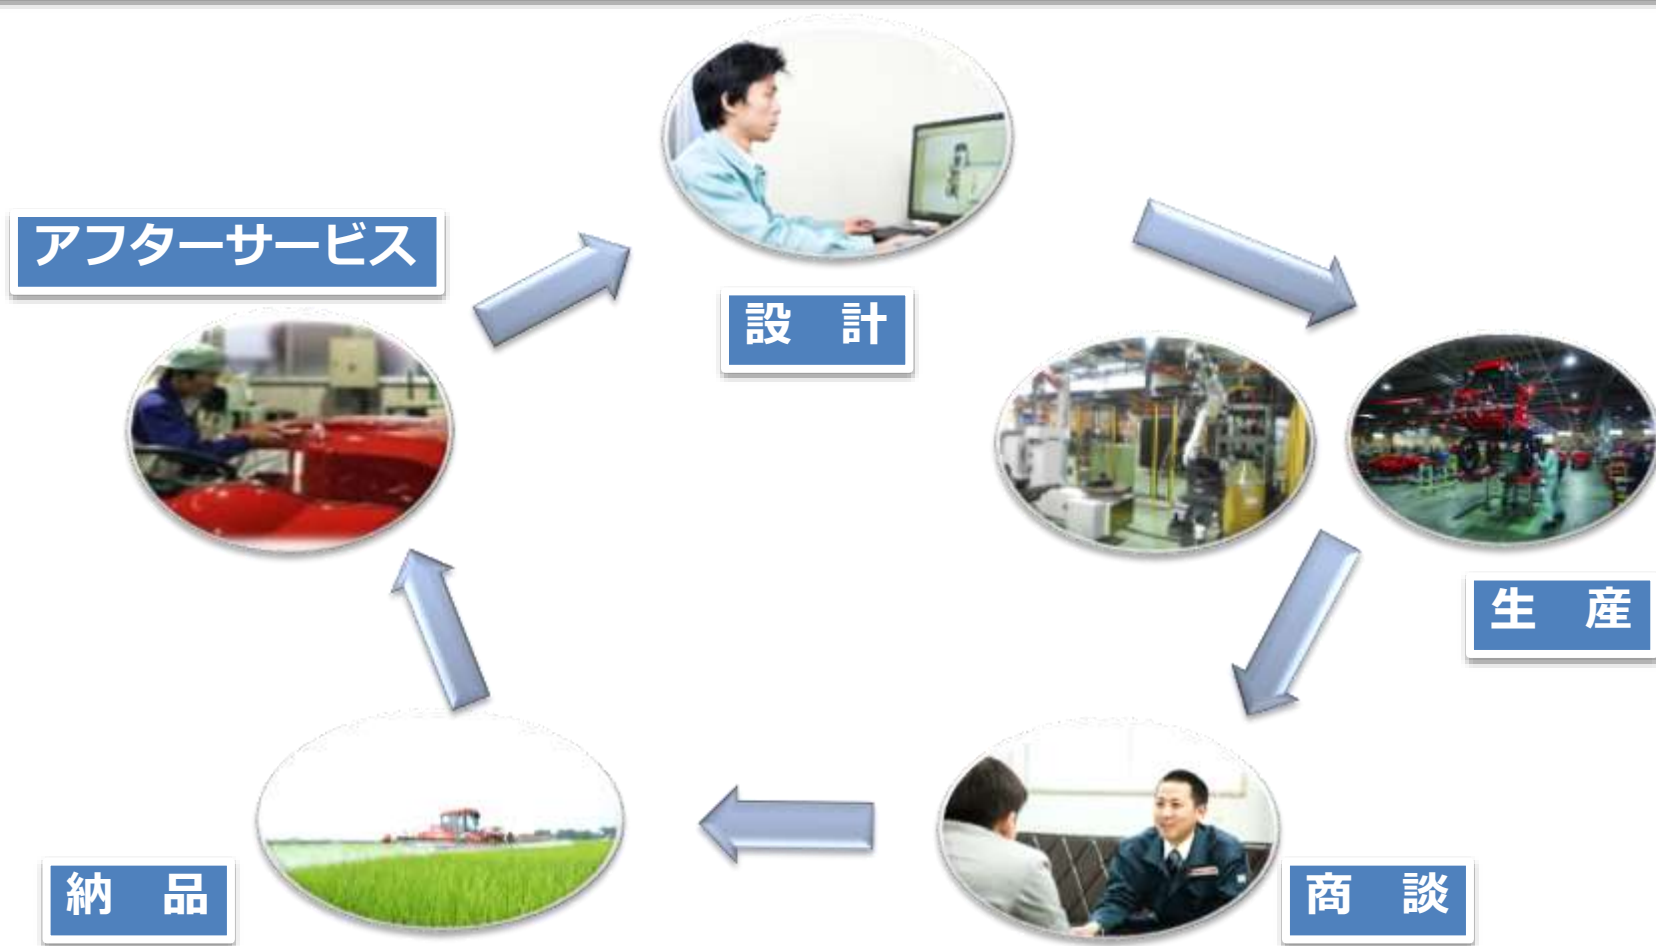 アフターサービス
設　計
生　産
納　品
商　談